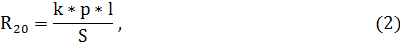 R₂₀ = k * p * l / S , (2)